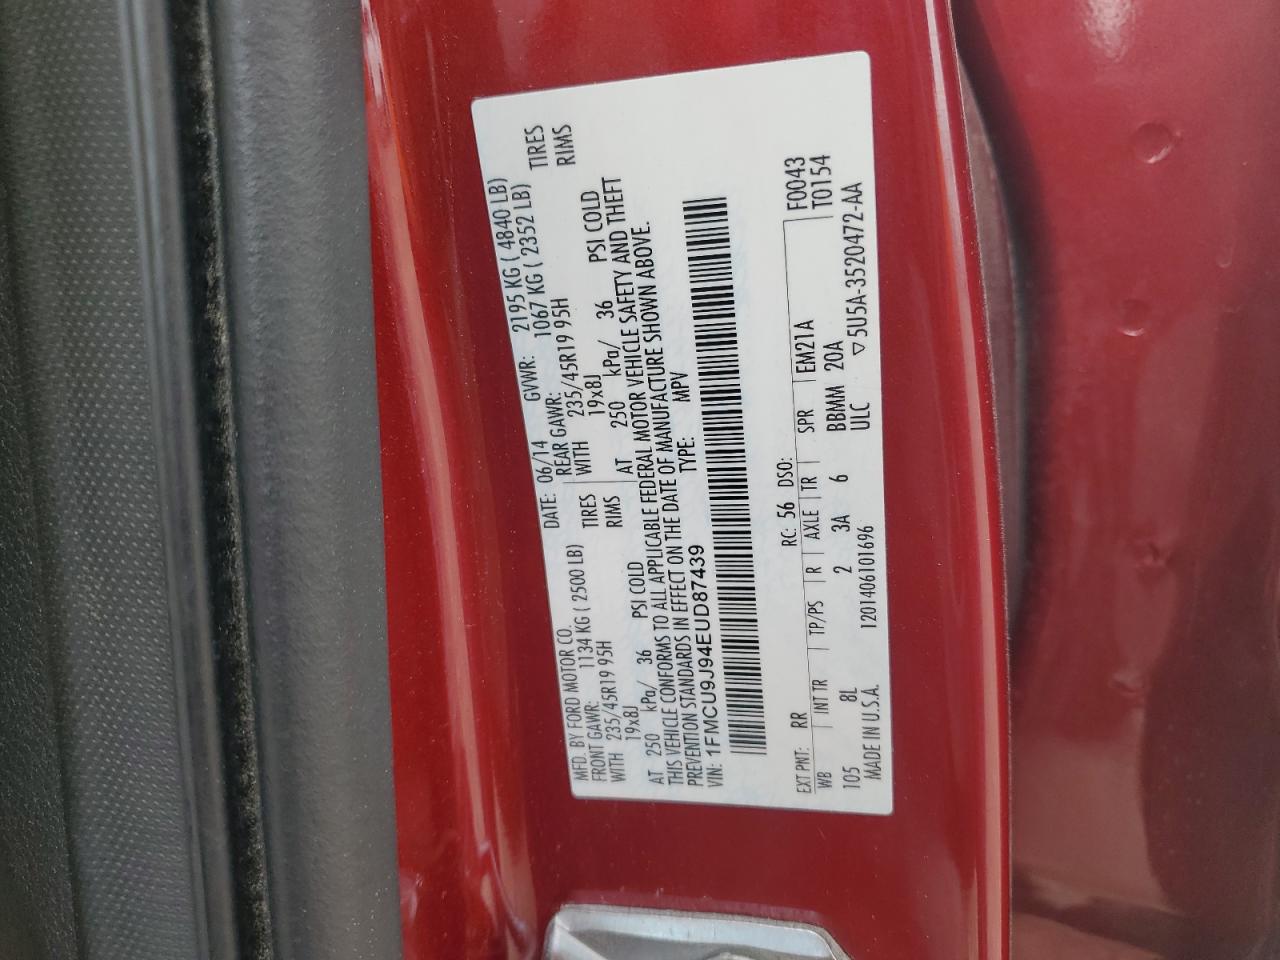 MFD. BY FORD MOTOR CO. DATE: 06/14 GVWR: 2195 KG ( 4840 LB)
FRONT GAWR: 1134 KG ( 2500 LB) REAR GAWR: 1067 KG ( 2352 LB)
WITH 235/45R19 95H TIRES WITH 235/45R19 95H TIRES
19x8J RIMS 19x8J RIMS
AT 250 kPa/ 36 PSI COLD AT 250 kPa/ 36 PSI COLD
THIS VEHICLE CONFORMS TO ALL APPLICABLE FEDERAL MOTOR VEHICLE SAFETY AND THEFT
PREVENTION STANDARDS IN EFFECT ON THE DATE OF MANUFACTURE SHOWN ABOVE.
VIN: 1FMCU9J94EUD87439 TYPE: MPV
EXT PNT: RR RC: 56 DSO: F0043
WB INT TR TP/PS R AXLE TR SPR EM21A T0154
105 8L 2 3A 6 BBMM 20A
MADE IN U.S.A. 1201406101696 ULC ▽5U5A-3520472-AA